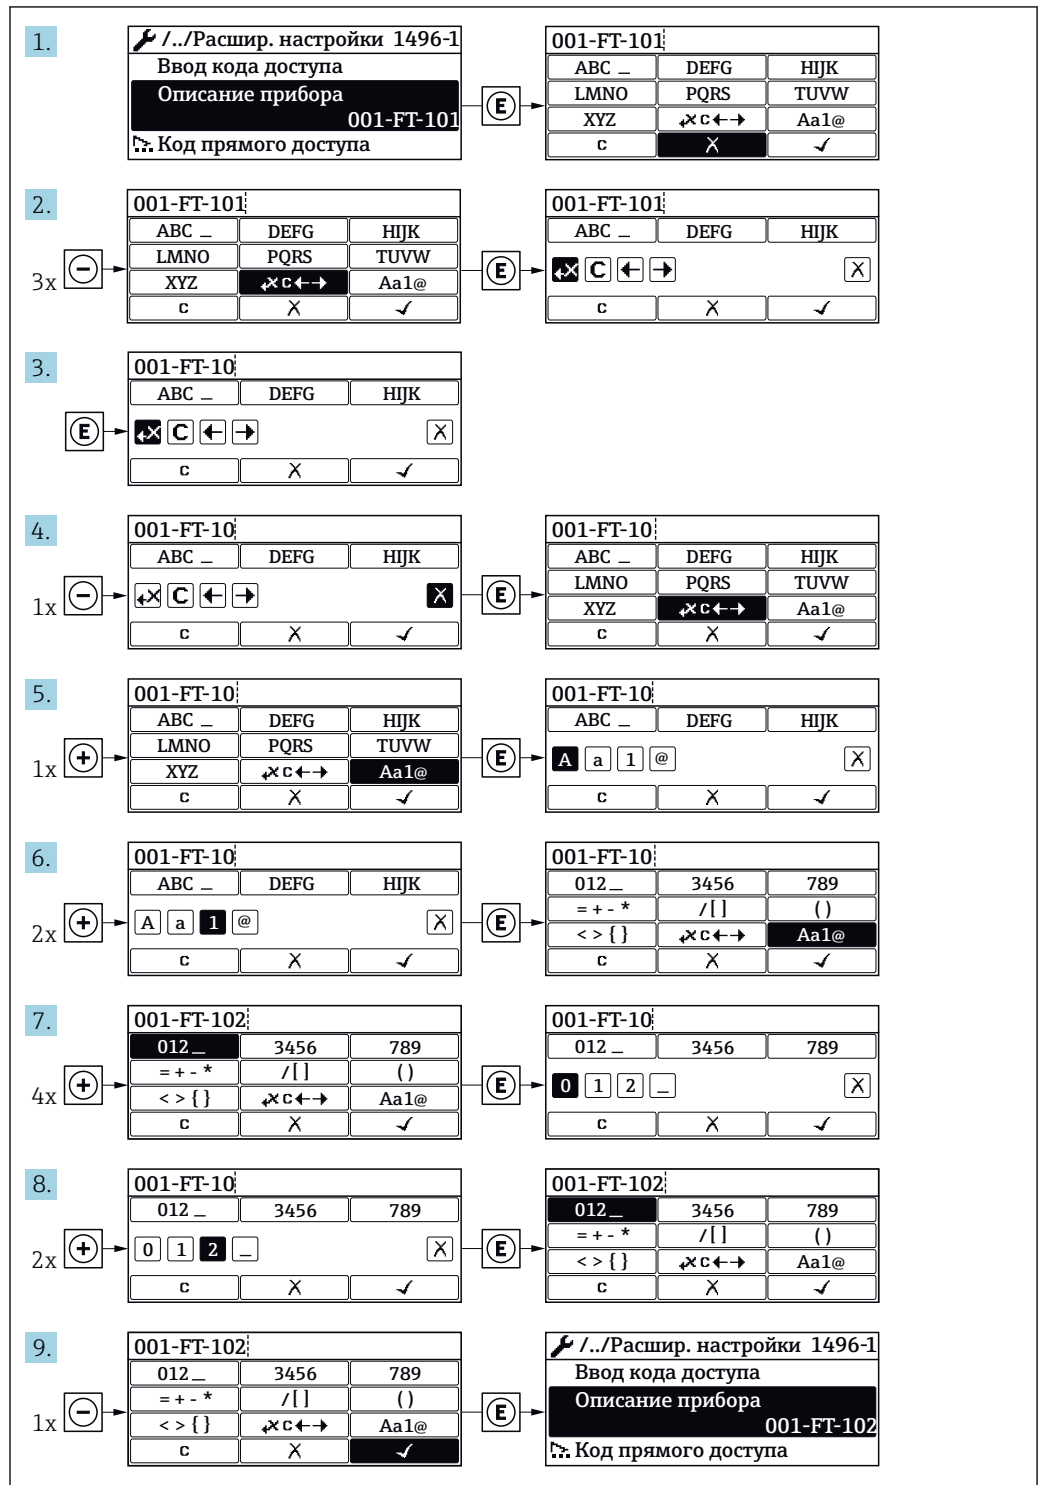 1.
/../Расшир. настройки 1496-1
Ввод кода доступа
Описание прибора
001-FT-101
Код прямого доступа
E
001-FT-101
ABC _ DEFG HIJK
LMNO PQRS TUVW
XYZ C←→ Aa1@
C X ✓
2.
3x −
001-FT-101
ABC _ DEFG HIJK
LMNO PQRS TUVW
XYZ C←→ Aa1@
C X ✓
E
001-FT-101
ABC _ DEFG HIJK
C ← → X
C X ✓
3.
E
001-FT-10
ABC _ DEFG HIJK
C ← → X
C X ✓
4.
1x −
001-FT-10
ABC _ DEFG HIJK
C ← → X
C X ✓
E
001-FT-10
ABC _ DEFG HIJK
LMNO PQRS TUVW
XYZ C←→ Aa1@
C X ✓
5.
1x +
001-FT-10
ABC _ DEFG HIJK
LMNO PQRS TUVW
XYZ C←→ Aa1@
C X ✓
E
001-FT-10
ABC _ DEFG HIJK
A a 1 @ X
C X ✓
6.
2x +
001-FT-10
ABC _ DEFG HIJK
A a 1 @ X
C X ✓
E
001-FT-10
012 _ 3456 789
= + - * / [ ] ( )
< > { } C←→ Aa1@
C X ✓
7.
4x +
001-FT-102
012 _ 3456 789
= + - * / [ ] ( )
< > { } C←→ Aa1@
C X ✓
E
001-FT-10
012 _ 3456 789
0 1 2 _ X
C X ✓
8.
2x +
001-FT-10
012 _ 3456 789
0 1 2 _ X
C X ✓
E
001-FT-102
012 _ 3456 789
= + - * / [ ] ( )
< > { } C←→ Aa1@
C X ✓
9.
1x −
001-FT-102
012 _ 3456 789
= + - * / [ ] ( )
< > { } C←→ Aa1@
C X ✓
E
/../Расшир. настройки 1496-1
Ввод кода доступа
Описание прибора
001-FT-102
Код прямого доступа